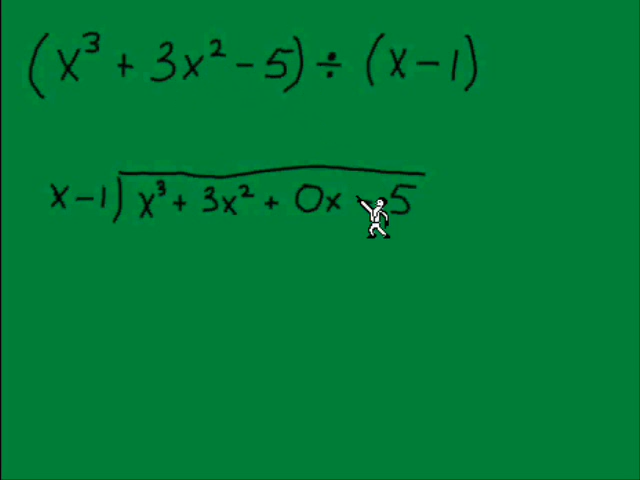 (x³ + 3x² - 5) ÷ (x - 1)
x - 1) x³ + 3x² + 0x - 5